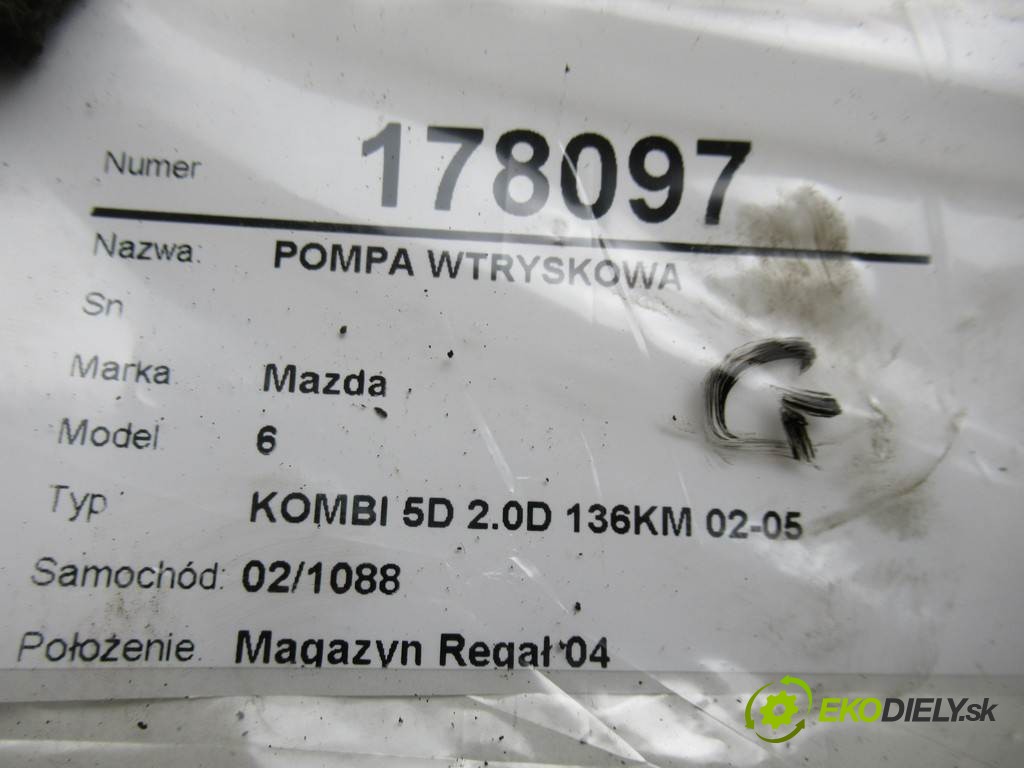 Numer 178097
Nazwa: POMPA WTRYSKOWA
Sn
Marka Mazda
G
Model 6
Typ KOMBI 5D 2.0D 136KM 02-05
Samochód: 02/1088
Położenie. Magazyn Regał 04
EKODIELY.sk